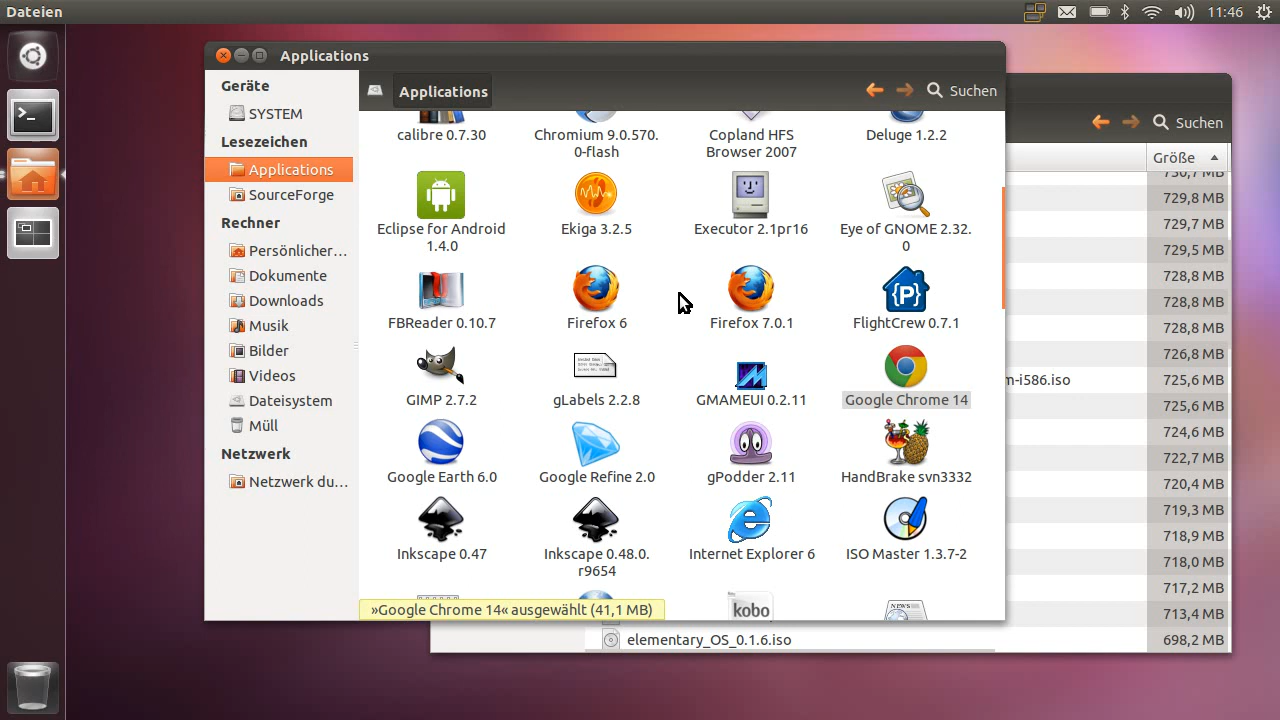 Dateien
11:46
Applications
Geräte
SYSTEM
Lesezeichen
Applications
SourceForge
Rechner
Persönlicher…
Dokumente
Downloads
Musik
Bilder
Videos
Dateisystem
Müll
Netzwerk
Netzwerk du…
Applications
Suchen
calibre 0.7.30
Chromium 9.0.570.
0-flash
Copland HFS
Browser 2007
Deluge 1.2.2
Eclipse for Android
1.4.0
Ekiga 3.2.5
Executor 2.1pr16
Eye of GNOME 2.32.
0
FBReader 0.10.7
Firefox 6
Firefox 7.0.1
FlightCrew 0.7.1
GIMP 2.7.2
gLabels 2.2.8
GMAMEUI 0.2.11
Google Chrome 14
Google Earth 6.0
Google Refine 2.0
gPodder 2.11
HandBrake svn3332
Inkscape 0.47
Inkscape 0.48.0.
r9654
Internet Explorer 6
ISO Master 1.3.7-2
kobo
NEWS
»Google Chrome 14« ausgewählt (41,1 MB)
Suchen
Größe
730,7 MB
729,8 MB
729,7 MB
729,5 MB
728,8 MB
728,8 MB
728,8 MB
726,8 MB
m-i586.iso
725,6 MB
725,6 MB
724,6 MB
722,7 MB
720,4 MB
719,3 MB
718,9 MB
718,0 MB
717,2 MB
713,4 MB
elementary_OS_0.1.6.iso
698,2 MB